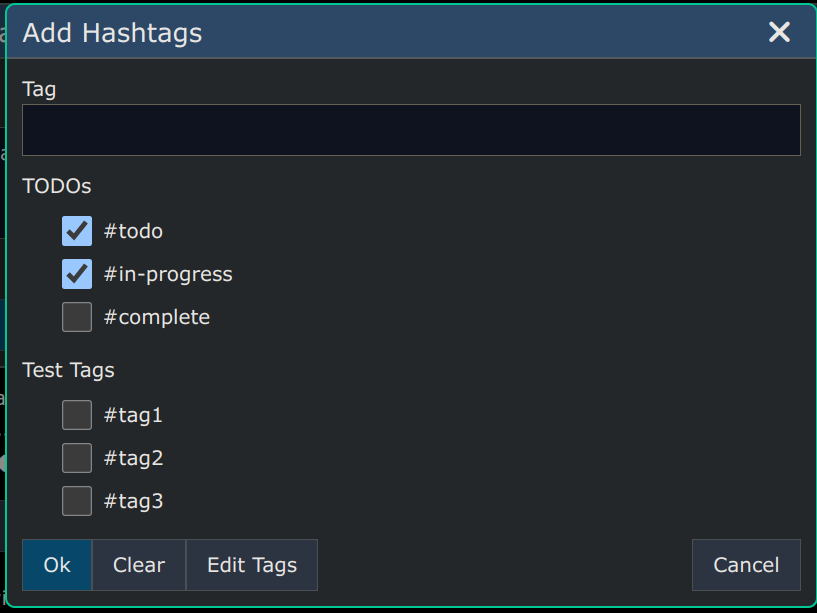 Add Hashtags
Tag
TODOs
#todo
#in-progress
#complete
Test Tags
#tag1
#tag2
#tag3
Ok Clear Edit Tags Cancel